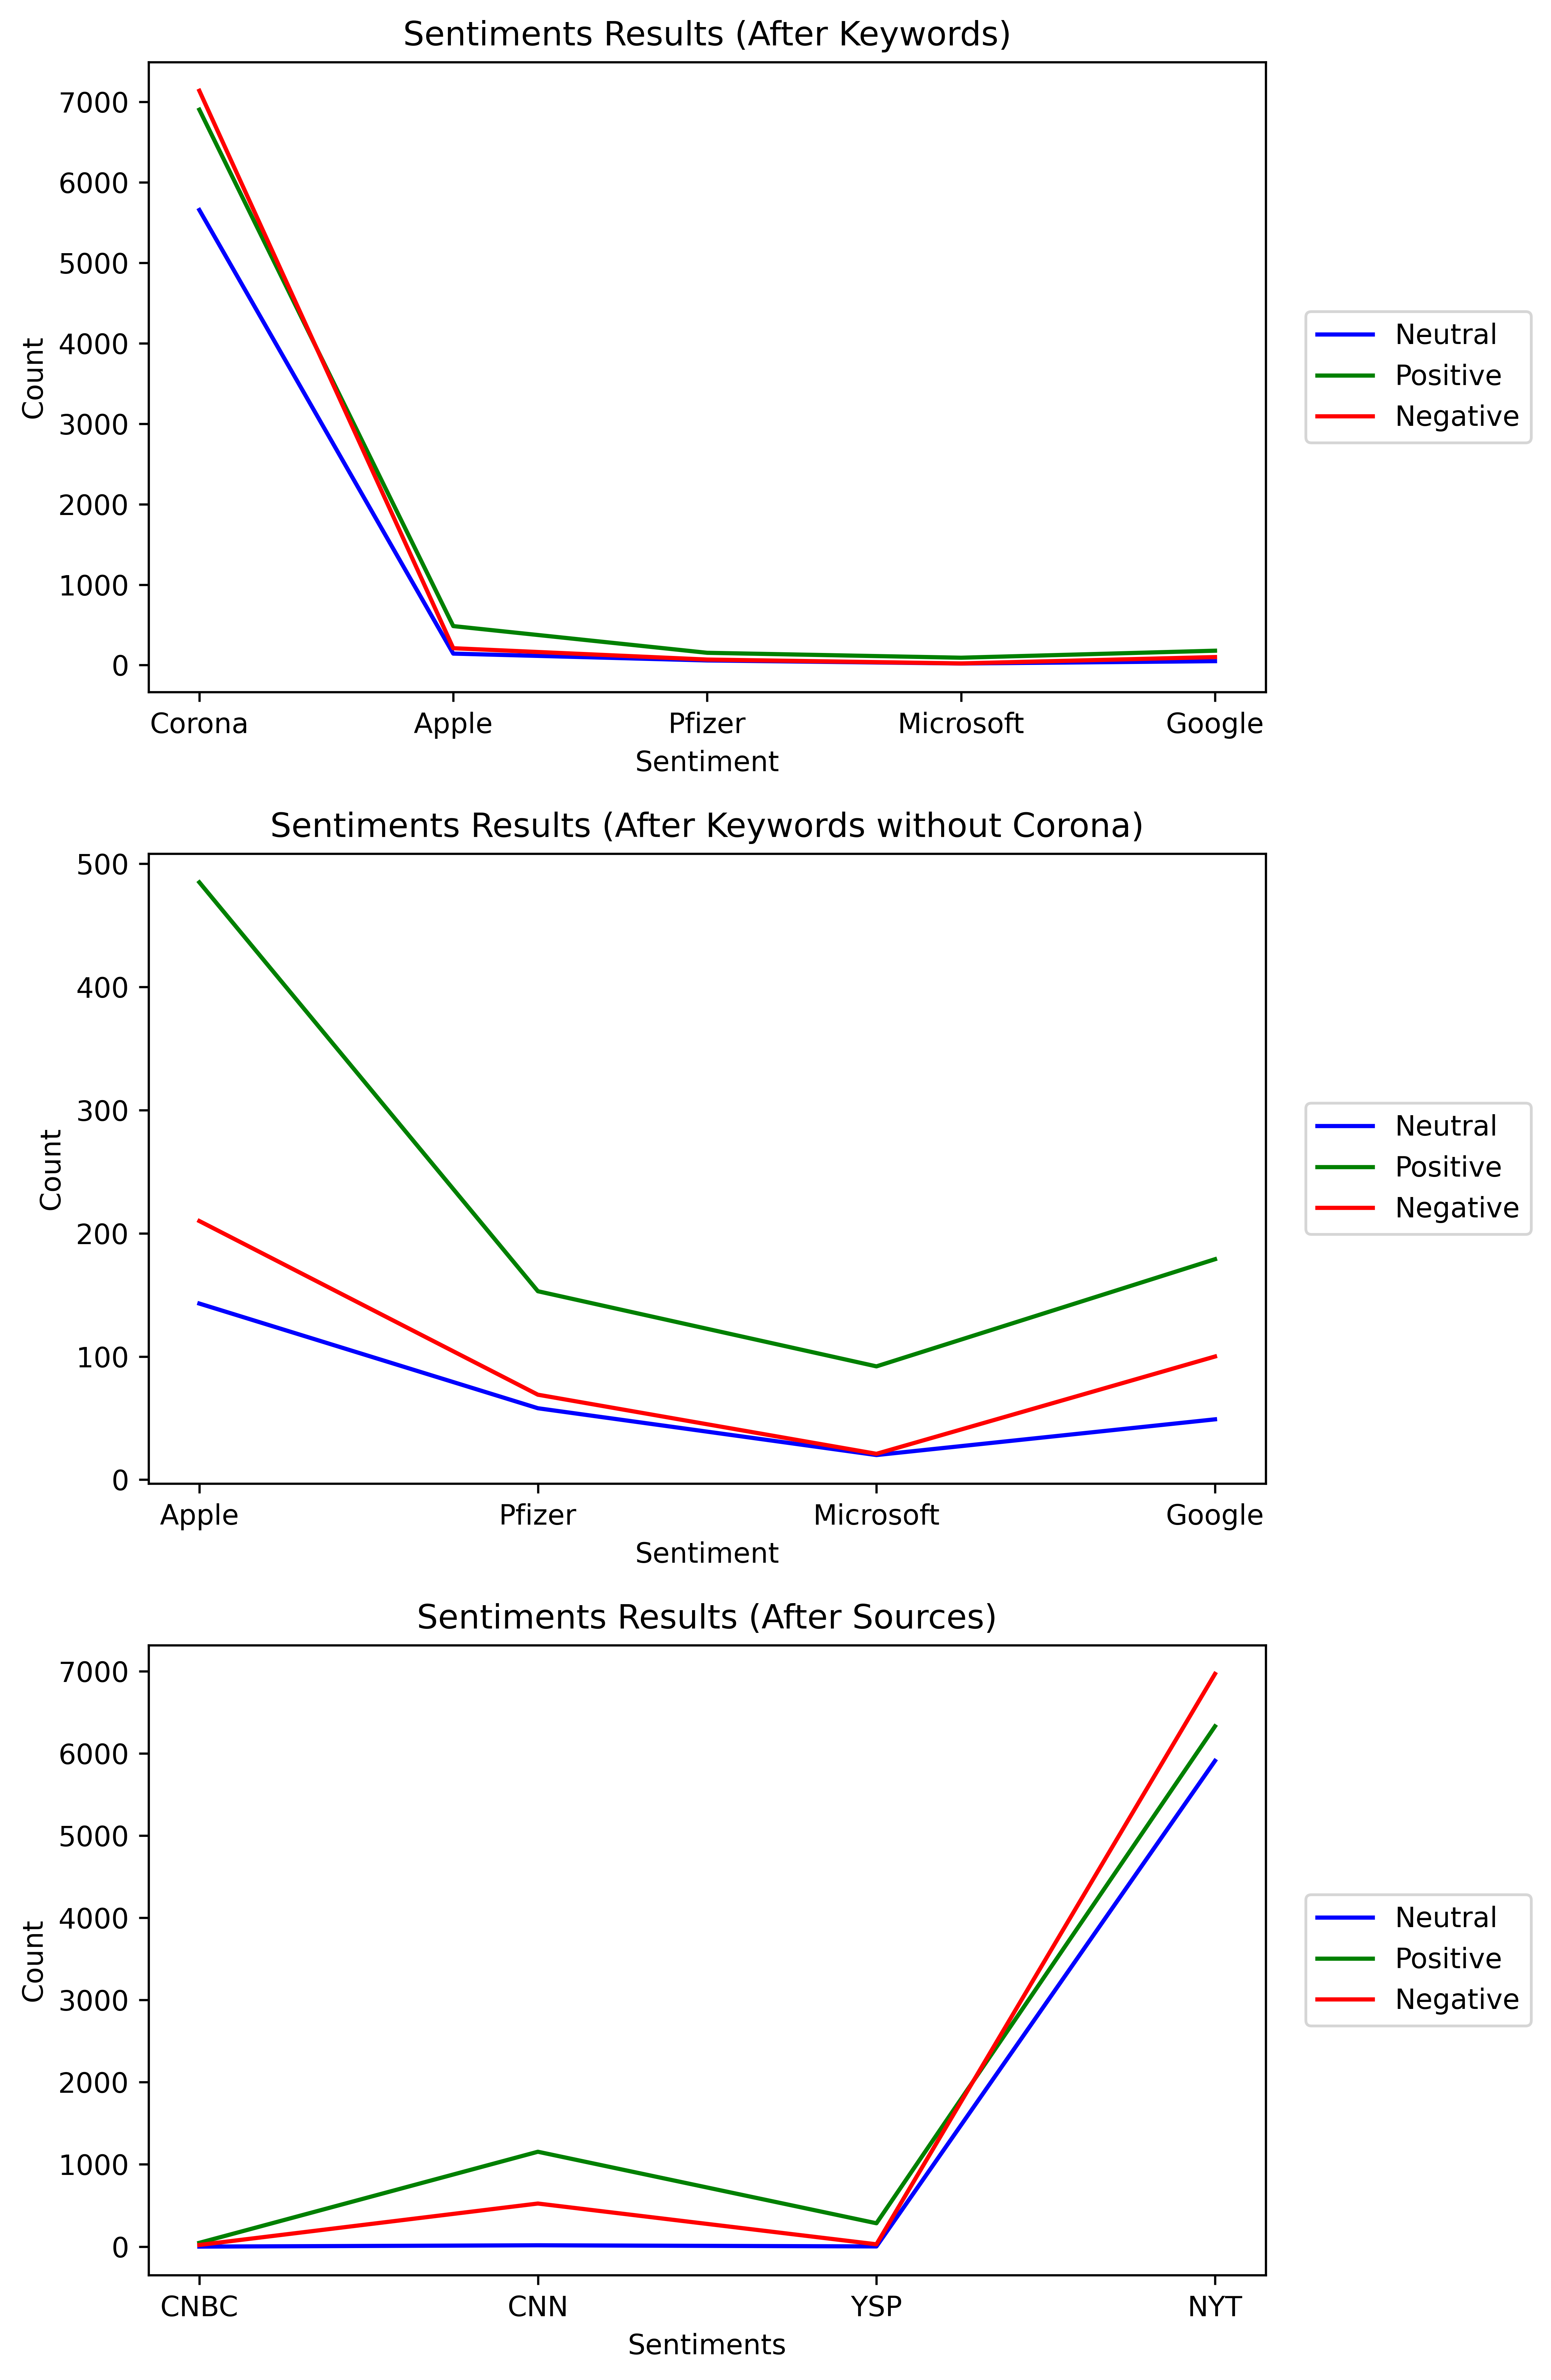 Sentiments Results (After Keywords)
7000
6000
5000
4000
3000
2000
1000
0
Count
Corona Apple Pfizer Microsoft Google
Sentiment
Neutral
Positive
Negative
Sentiments Results (After Keywords without Corona)
500
400
300
200
100
0
Count
Apple Pfizer Microsoft Google
Sentiment
Neutral
Positive
Negative
Sentiments Results (After Sources)
7000
6000
5000
4000
3000
2000
1000
0
Count
CNBC CNN YSP NYT
Sentiments
Neutral
Positive
Negative